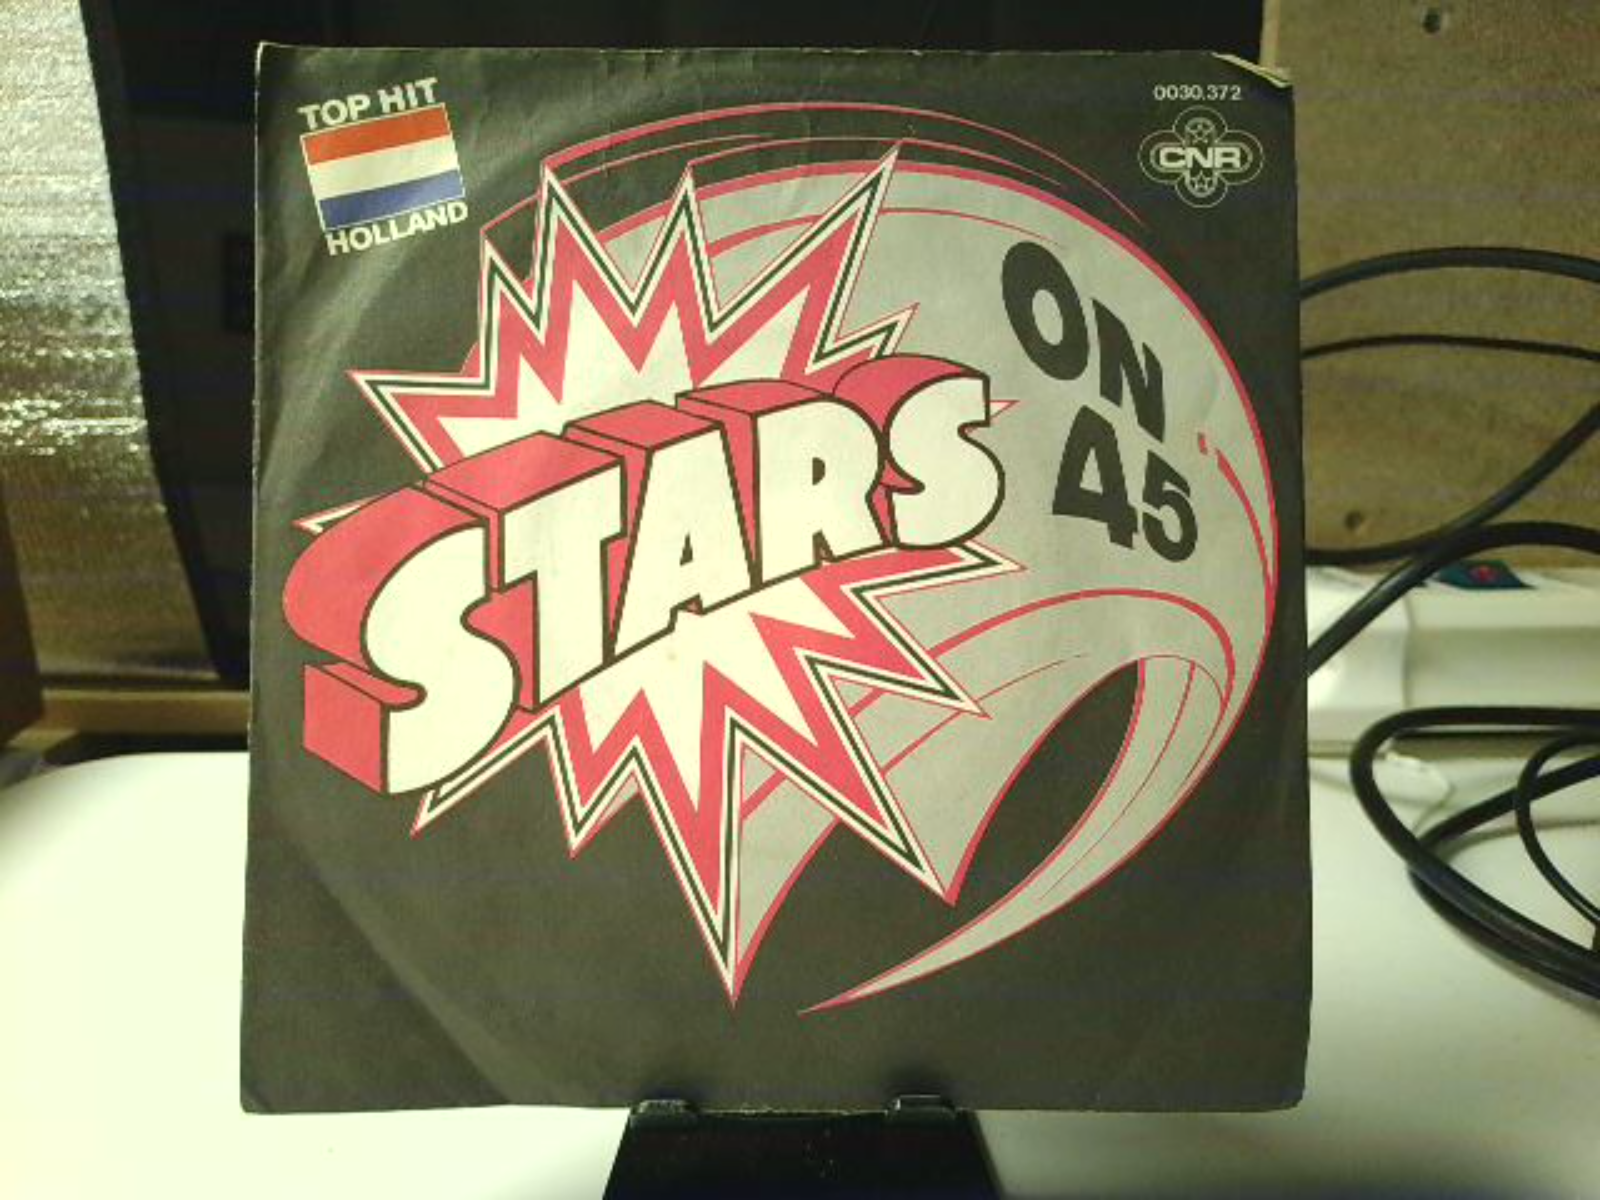 TOP HIT
HOLLAND
0030.372
CNR
STARS
ON
45